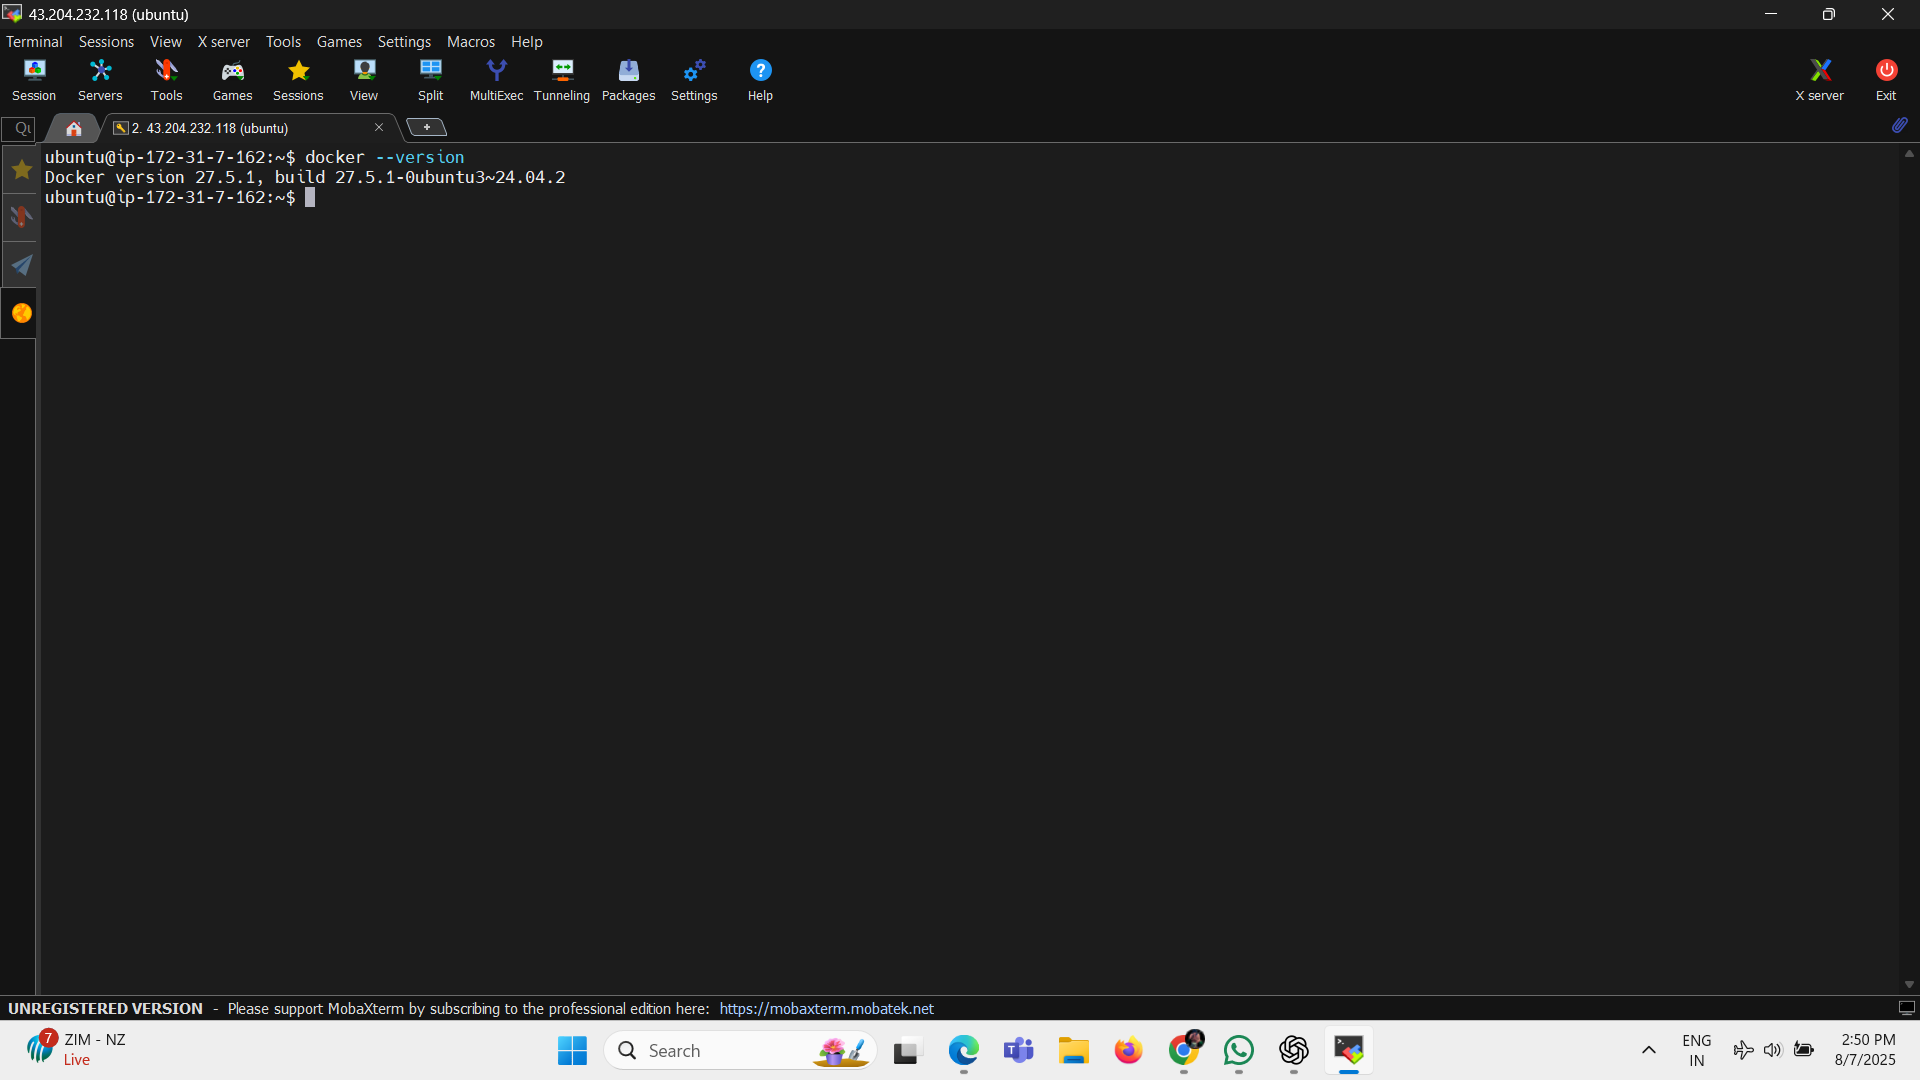 43.204.232.118 (ubuntu)
Terminal Sessions View X server Tools Games Settings Macros Help
Session Servers Tools Games Sessions View Split MultiExec Tunneling Packages Settings Help X server Exit
2. 43.204.232.118 (ubuntu)
ubuntu@ip-172-31-7-162:~$ docker --version
Docker version 27.5.1, build 27.5.1-0ubuntu3~24.04.2
ubuntu@ip-172-31-7-162:~$
UNREGISTERED VERSION - Please support MobaXterm by subscribing to the professional edition here: https://mobaxterm.mobatek.net
7 ZIM - NZ
Live
Search
ENG
IN
2:50 PM
8/7/2025